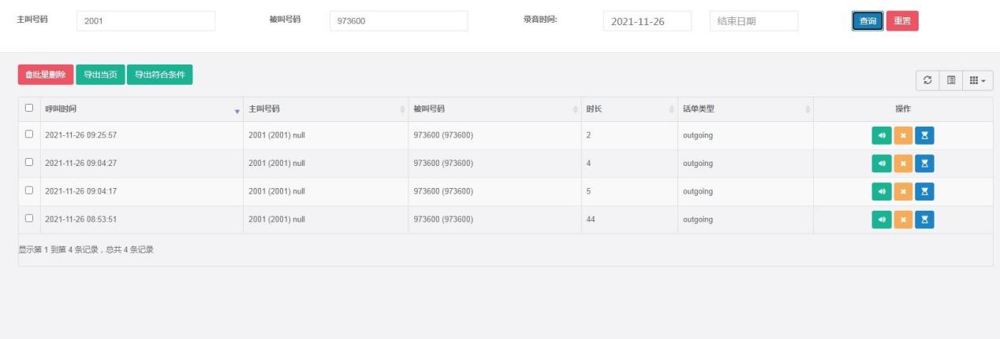 主叫号码 2001 被叫号码 973600 录音时间: 2021-11-26 结束日期 查询 重置
批量删除 导出当页 导出符合条件
呼叫时间 主叫号码 被叫号码 时长 话单类型 操作
2021-11-26 09:25:57 2001 (2001) null 973600 (973600) 2 outgoing
2021-11-26 09:04:27 2001 (2001) null 973600 (973600) 4 outgoing
2021-11-26 09:04:17 2001 (2001) null 973600 (973600) 5 outgoing
2021-11-26 08:53:51 2001 (2001) null 973600 (973600) 44 outgoing
显示第 1 到第 4 条记录，总共 4 条记录